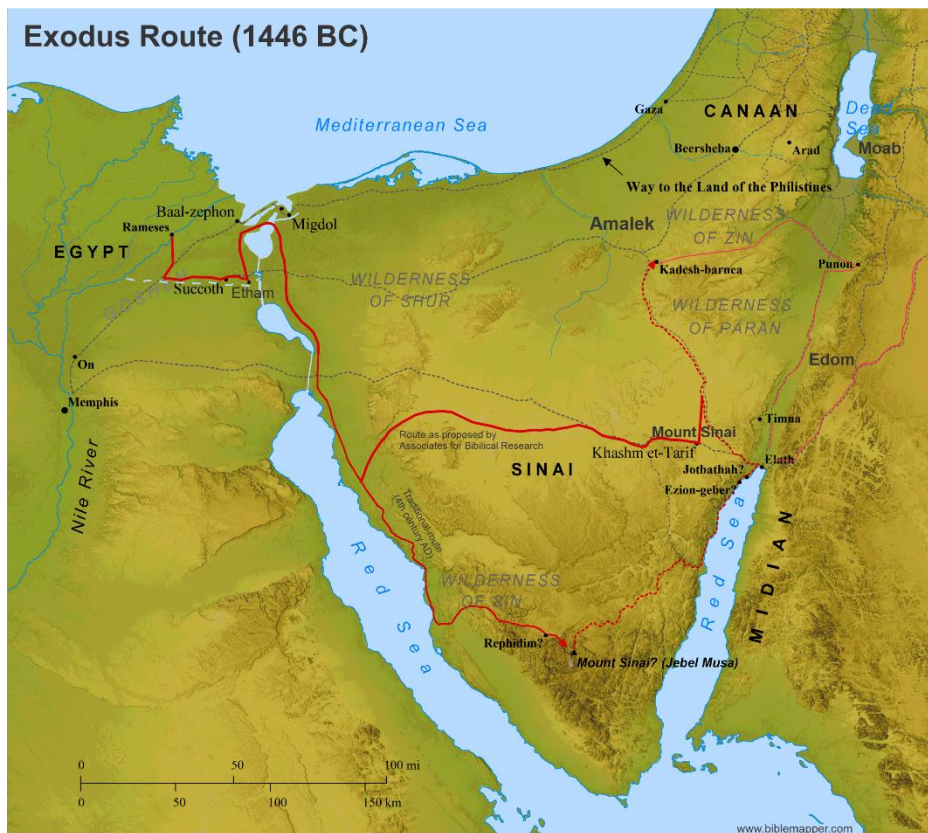 Exodus Route (1446 BC)
Mediterranean Sea
Gaza
CANAAN
Dead
Sea
Beersheba
Arad
Moab
Way to the Land of the Philistines
Baal-zephon
Migdol
Rameses
EGYPT
Amalek
WILDERNESS
OF ZIN
Kadesh-barnea
Punon
GOSHEN
Succoth
Etham
WILDERNESS
OF SHUR
WILDERNESS
OF PARAN
On
Edom
Memphis
Timna
Route as proposed by
Associates for Bibilical Research
Mount Sinai
Khashm et-Tarif
SINAI
Elath
Jotbathah?
Ezion-geber?
Nile River
Traditional route
(4th century AD)
Red Sea
Red Sea
MIDIAN
WILDERNESS
OF SIN
Rephidim?
Mount Sinai? (Jebel Musa)
0 50 100 mi
0 50 100 150 km
www.biblemapper.com